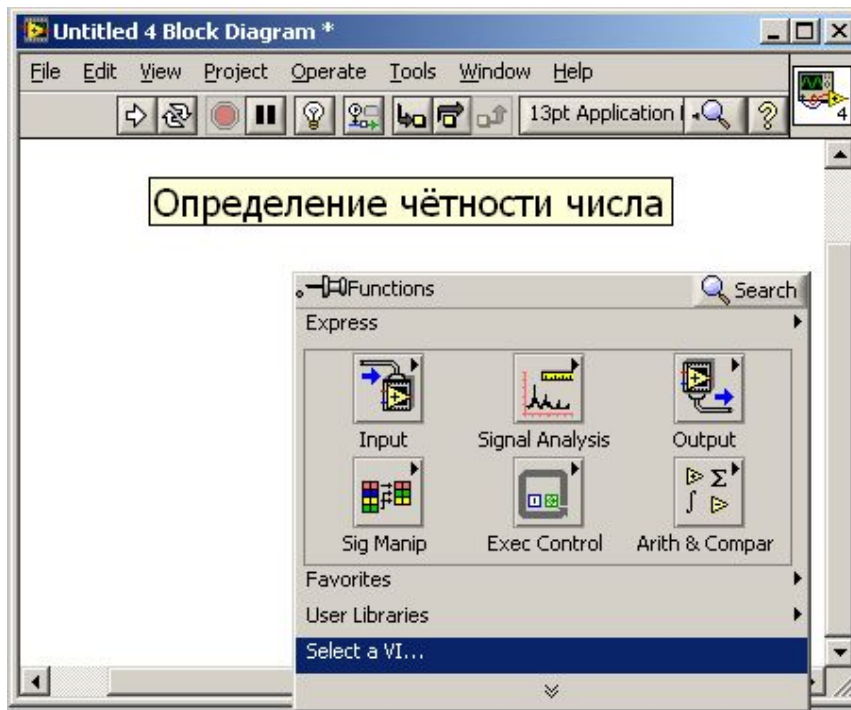 Untitled 4 Block Diagram *
File Edit View Project Operate Tools Window Help
13pt Application
4
Определение чётности числа
Functions Search
Express
Input Signal Analysis Output
Sig Manip Exec Control Arith & Compar
Favorites
User Libraries
Select a VI...